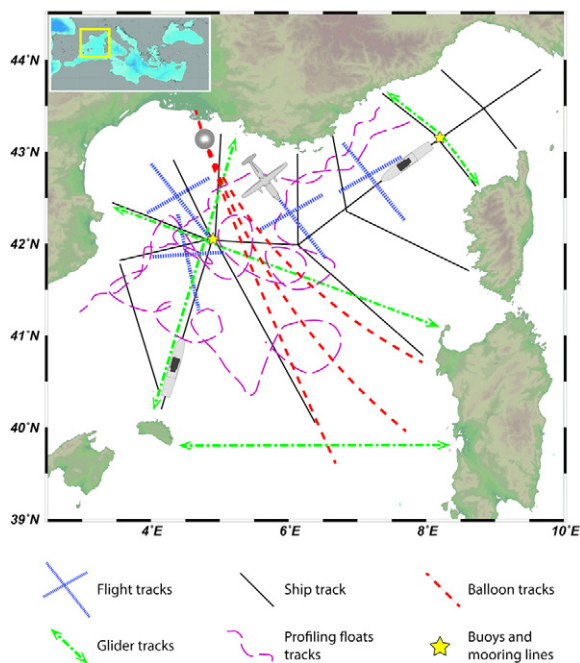 44˚N
43˚N
42˚N
41˚N
40˚N
39˚N
4˚E
6˚E
8˚E
10˚E
Flight tracks
Ship track
Balloon tracks
Glider tracks
Profiling floats
tracks
Buoys and
mooring lines